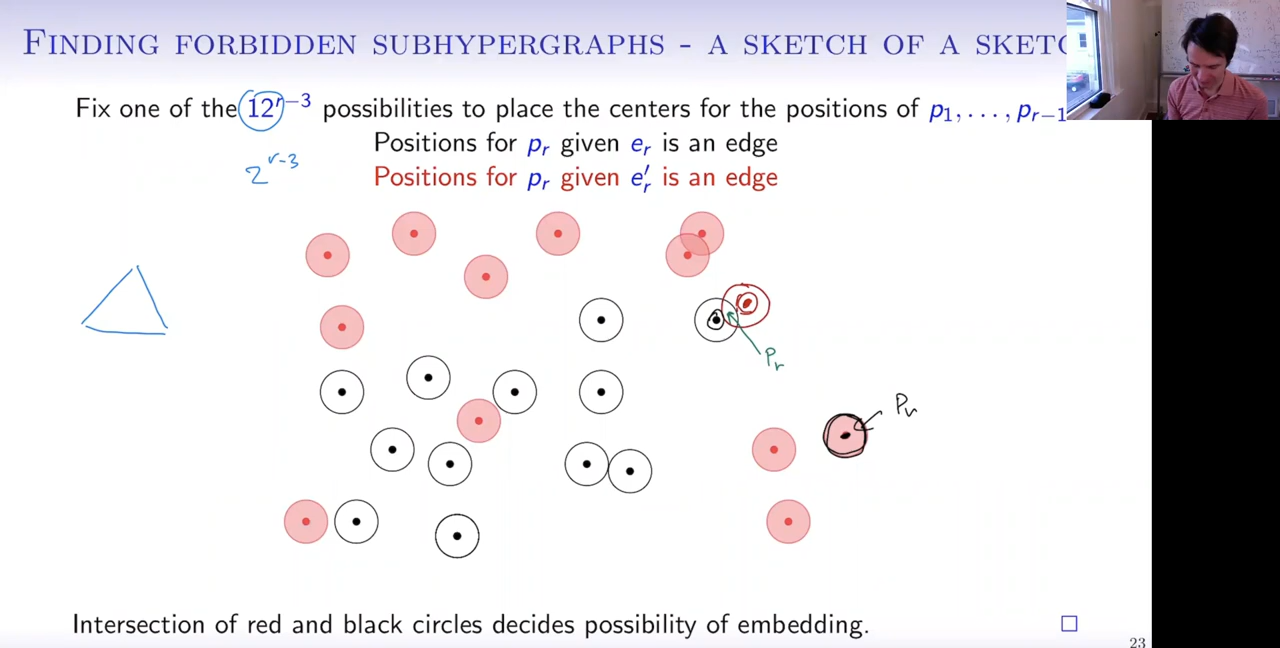 FINDING FORBIDDEN SUBHYPERGRAPHS - A SKETCH OF A SKETC
Fix one of the 12^{r-3} possibilities to place the centers for the positions of p_1, ..., p_{r-1}
Positions for p_r given e_r is an edge
2^{r-3}
Positions for p_r given e'_r is an edge
P_r
P_r
Intersection of red and black circles decides possibility of embedding.
23